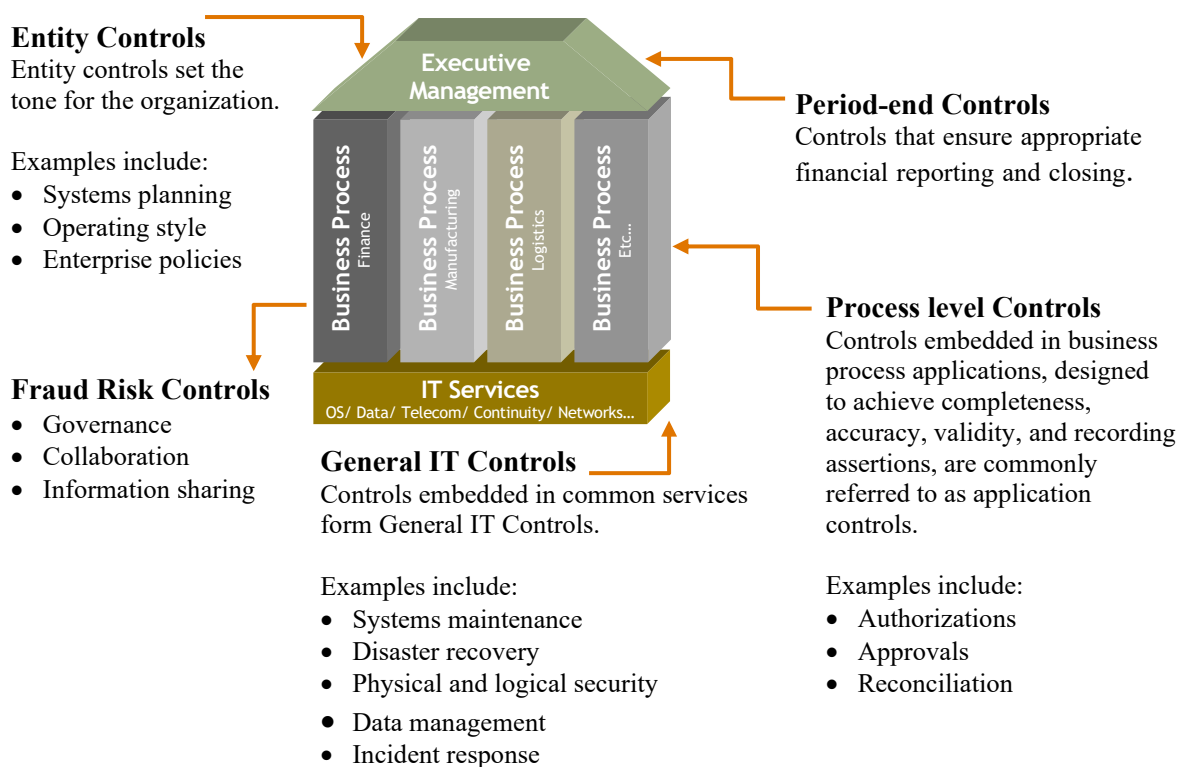 Entity Controls
Entity controls set the
tone for the organization.
Examples include:
• Systems planning
• Operating style
• Enterprise policies
Fraud Risk Controls
• Governance
• Collaboration
• Information sharing
Executive
Management
Business Process
Finance
Business Process
Manufacturing
Business Process
Logistics
Business Process
Etc...
IT Services
OS/ Data/ Telecom/ Continuity/ Networks...
General IT Controls
Controls embedded in common services
form General IT Controls.
Examples include:
• Systems maintenance
• Disaster recovery
• Physical and logical security
• Data management
• Incident response
Period-end Controls
Controls that ensure appropriate
financial reporting and closing.
Process level Controls
Controls embedded in business
process applications, designed
to achieve completeness,
accuracy, validity, and recording
assertions, are commonly
referred to as application
controls.
Examples include:
• Authorizations
• Approvals
• Reconciliation